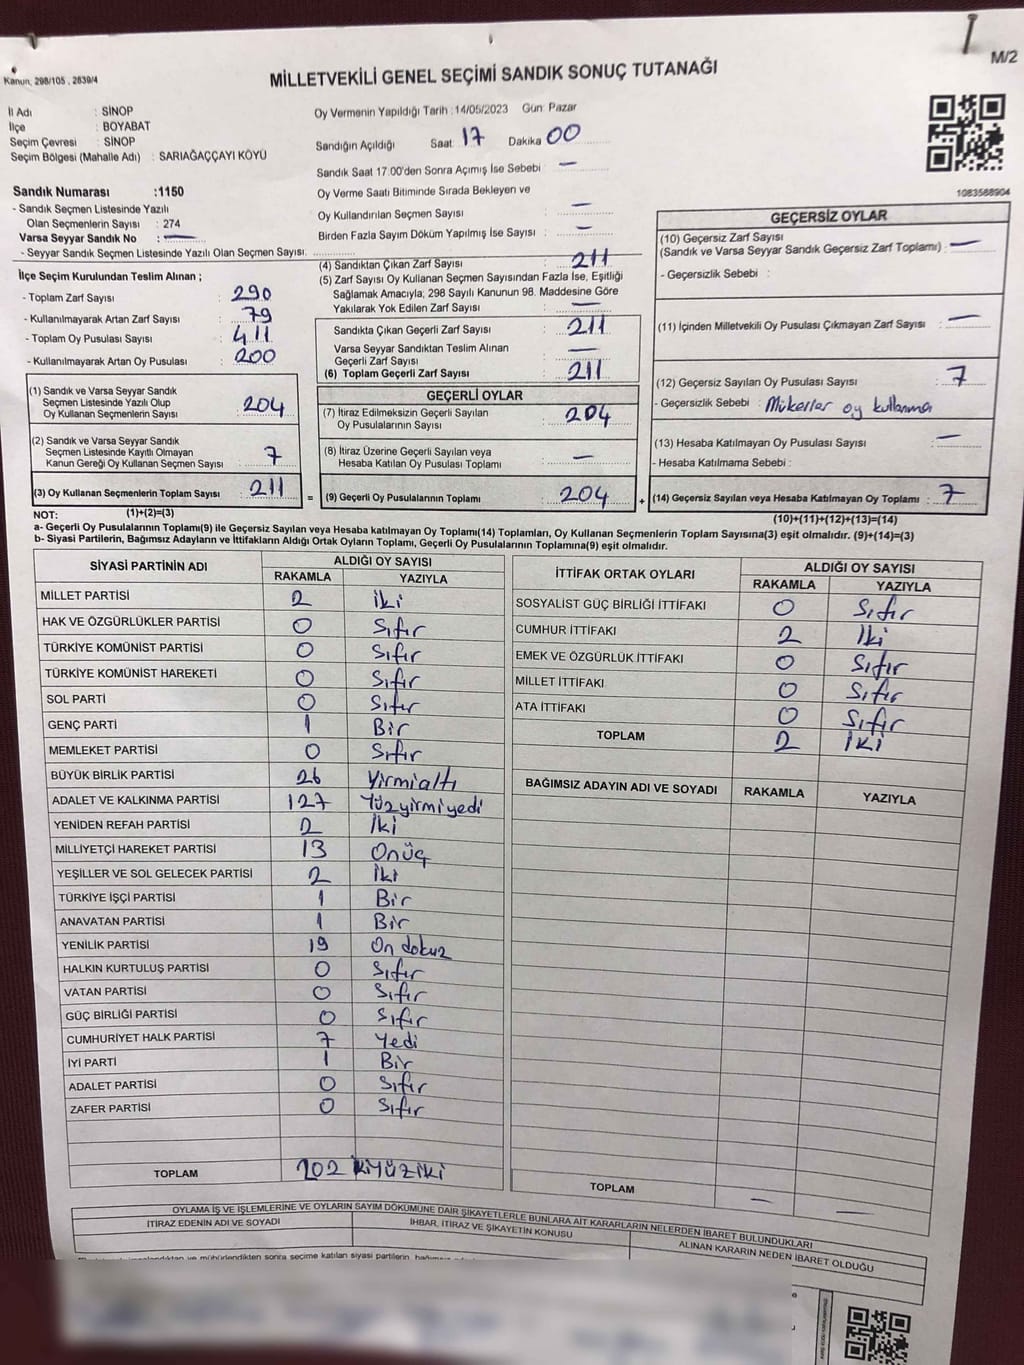 Kanun, 298/105 , 2839/4
MİLLETVEKİLİ GENEL SEÇİMİ SANDIK SONUÇ TUTANAĞI
M/2
İl Adı : SİNOP
İlçe : BOYABAT
Seçim Çevresi : SİNOP
Seçim Bölgesi (Mahalle Adı) : SARIAĞAÇÇAYI KÖYÜ
Oy Vermenin Yapıldığı Tarih : 14/05/2023 Gün: Pazar
Sandığın Açıldığı Saat: 17 Dakika 00
Sandık Saat 17:00'den Sonra Açımış İse Sebebi —
Oy Verme Saati Bitiminde Sırada Bekleyen ve
Oy Kullandırılan Seçmen Sayısı : —
Birden Fazla Sayım Döküm Yapılmış İse Sayısı : —
1083588904
Sandık Numarası : 1150
- Sandık Seçmen Listesinde Yazılı
Olan Seçmenlerin Sayısı : 274
Varsa Seyyar Sandık No : —
- Seyyar Sandık Seçmen Listesinde Yazılı Olan Seçmen Sayısı:
İlçe Seçim Kurulundan Teslim Alınan ;
- Toplam Zarf Sayısı : 290
- Kullanılmayarak Artan Zarf Sayısı : 79
- Toplam Oy Pusulası Sayısı : 411
- Kullanılmayarak Artan Oy Pusulası : 200
(1) Sandık ve Varsa Seyyar Sandık
Seçmen Listesinde Yazılı Olup
Oy Kullanan Seçmenlerin Sayısı : 204
(2) Sandık ve Varsa Seyyar Sandık
Seçmen Listesinde Kayıtlı Olmayan
Kanun Gereği Oy Kullanan Seçmen Sayısı : 7
(3) Oy Kullanan Seçmenlerin Toplam Sayısı : 211
(4) Sandıktan Çıkan Zarf Sayısı : 211
(5) Zarf Sayısı Oy Kullanan Seçmen Sayısından Fazla İse, Eşitliği
Sağlamak Amacıyla; 298 Sayılı Kanunun 98. Maddesine Göre
Yakılarak Yok Edilen Zarf Sayısı : —
Sandıkta Çıkan Geçerli Zarf Sayısı : 211
Varsa Seyyar Sandıktan Teslim Alınan
Geçerli Zarf Sayısı : —
(6) Toplam Geçerli Zarf Sayısı : 211
GEÇERLİ OYLAR
(7) İtiraz Edilmeksizin Geçerli Sayılan
Oy Pusulalarının Sayısı : 204
(8) İtiraz Üzerine Geçerli Sayılan veya
Hesaba Katılan Oy Pusulası Toplamı : —
= (9) Geçerli Oy Pusulalarının Toplamı : 204
GEÇERSİZ OYLAR
(10) Geçersiz Zarf Sayısı
(Sandık ve Varsa Seyyar Sandık Geçersiz Zarf Toplamı) : —
- Geçersizlik Sebebi :
(11) İçinden Milletvekili Oy Pusulası Çıkmayan Zarf Sayısı : —
(12) Geçersiz Sayılan Oy Pusulası Sayısı : 7
- Geçersizlik Sebebi : Mükerrer oy kullanma
(13) Hesaba Katılmayan Oy Pusulası Sayısı : —
- Hesaba Katılmama Sebebi :
+ (14) Geçersiz Sayılan veya Hesaba Katılmayan Oy Toplamı : 7
NOT: (1)+(2)=(3)
(10)+(11)+(12)+(13)=(14)
a- Geçerli Oy Pusulalarının Toplamı(9) ile Geçersiz Sayılan veya Hesaba katılmayan Oy Toplamı(14) Toplamları, Oy Kullanan Seçmenlerin Toplam Sayısına(3) eşit olmalıdır. (9)+(14)=(3)
b- Siyasi Partilerin, Bağımsız Adayların ve İttifakların Aldığı Ortak Oyların Toplamı, Geçerli Oy Pusulalarının Toplamına(9) eşit olmalıdır.
SİYASİ PARTİNİN ADI ALDIĞI OY SAYISI
RAKAMLA YAZIYLA
MİLLET PARTİSİ 2 iki
HAK VE ÖZGÜRLÜKLER PARTİSİ 0 Sıfır
TÜRKİYE KOMÜNİST PARTİSİ 0 Sıfır
TÜRKİYE KOMÜNİST HAREKETİ 0 Sıfır
SOL PARTİ 0 Sıfır
GENÇ PARTİ 1 Bir
MEMLEKET PARTİSİ 0 Sıfır
BÜYÜK BİRLİK PARTİSİ 26 Yirmialtı
ADALET VE KALKINMA PARTİSİ 127 Yüzyirmiyedi
YENİDEN REFAH PARTİSİ 2 İki
MİLLİYETÇİ HAREKET PARTİSİ 13 Onüç
YEŞİLLER VE SOL GELECEK PARTİSİ 2 İki
TÜRKİYE İŞÇİ PARTİSİ 1 Bir
ANAVATAN PARTİSİ 1 Bir
YENİLİK PARTİSİ 19 On dokuz
HALKIN KURTULUŞ PARTİSİ 0 Sıfır
VATAN PARTİSİ 0 Sıfır
GÜÇ BİRLİĞİ PARTİSİ 0 Sıfır
CUMHURİYET HALK PARTİSİ 7 Yedi
İYİ PARTİ 1 Bir
ADALET PARTİSİ 0 Sıfır
ZAFER PARTİSİ 0 Sıfır
TOPLAM 202 İKİYÜZİKİ
İTTİFAK ORTAK OYLARI ALDIĞI OY SAYISI
RAKAMLA YAZIYLA
SOSYALİST GÜÇ BİRLİĞİ İTTİFAKI 0 Sıfır
CUMHUR İTTİFAKI 2 İki
EMEK VE ÖZGÜRLÜK İTTİFAKI 0 Sıfır
MİLLET İTTİFAKI 0 Sıfır
ATA İTTİFAKI 0 Sıfır
TOPLAM 2 İKİ
BAĞIMSIZ ADAYIN ADI VE SOYADI RAKAMLA YAZIYLA
TOPLAM — —
OYLAMA İŞ VE İŞLEMLERİNE VE OYLARIN SAYIM DÖKÜMÜNE DAİR ŞİKAYETLERLE BUNLARA AİT KARARLARIN NELERDEN İBARET BULUNDUKLARI
İTİRAZ EDENİN ADI VE SOYADI İHBAR, İTİRAZ VE ŞİKAYETİN KONUSU ALINAN KARARIN NEDEN İBARET OLDUĞU
mühürlendikten sonra seçime katılan siyasi partilerin,